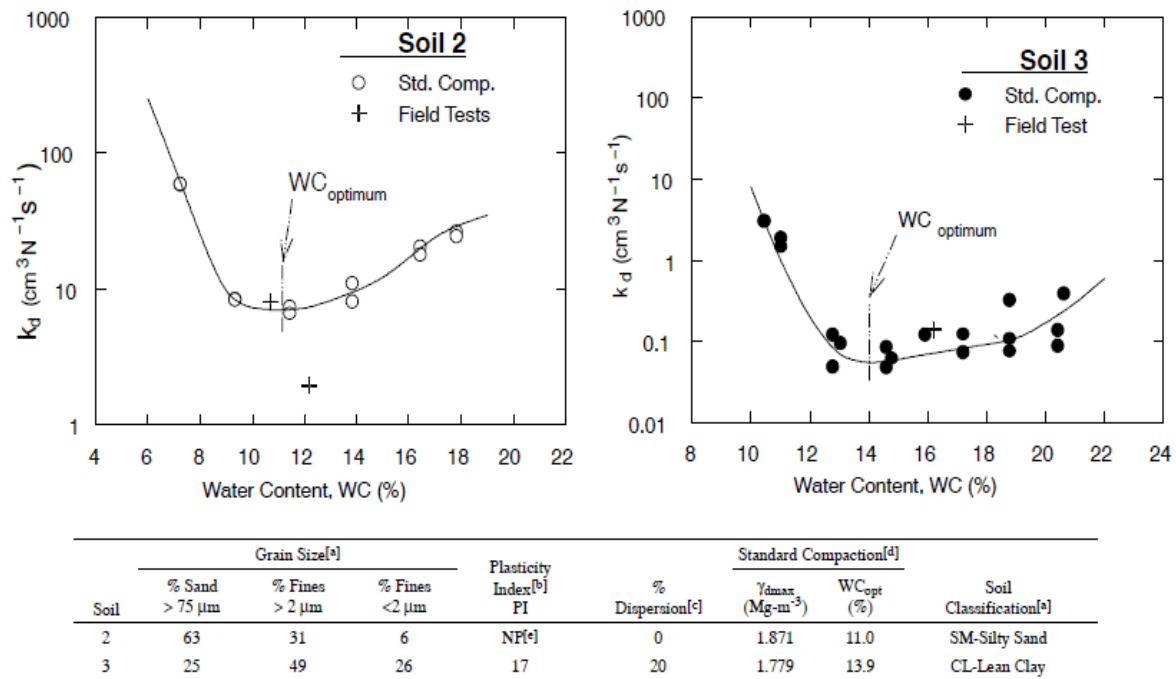 Soil 2
Std. Comp.
Field Tests
WC optimum
1000
100
10
1
k_d (cm³N⁻¹s⁻¹)
4 6 8 10 12 14 16 18 20 22
Water Content, WC (%)
Soil 3
Std. Comp.
Field Test
WC optimum
1000
100
10
1
0.1
0.01
k_d (cm³N⁻¹s⁻¹)
8 10 12 14 16 18 20 22 24
Water Content, WC (%)
Grain Size[a] Standard Compaction[d]
Soil % Sand > 75 µm % Fines > 2 µm % Fines <2 µm Plasticity Index[b] PI % Dispersion[c] γdmax (Mg-m⁻³) WCopt (%) Soil Classification[a]
2 63 31 6 NP[e] 0 1.871 11.0 SM-Silty Sand
3 25 49 26 17 20 1.779 13.9 CL-Lean Clay